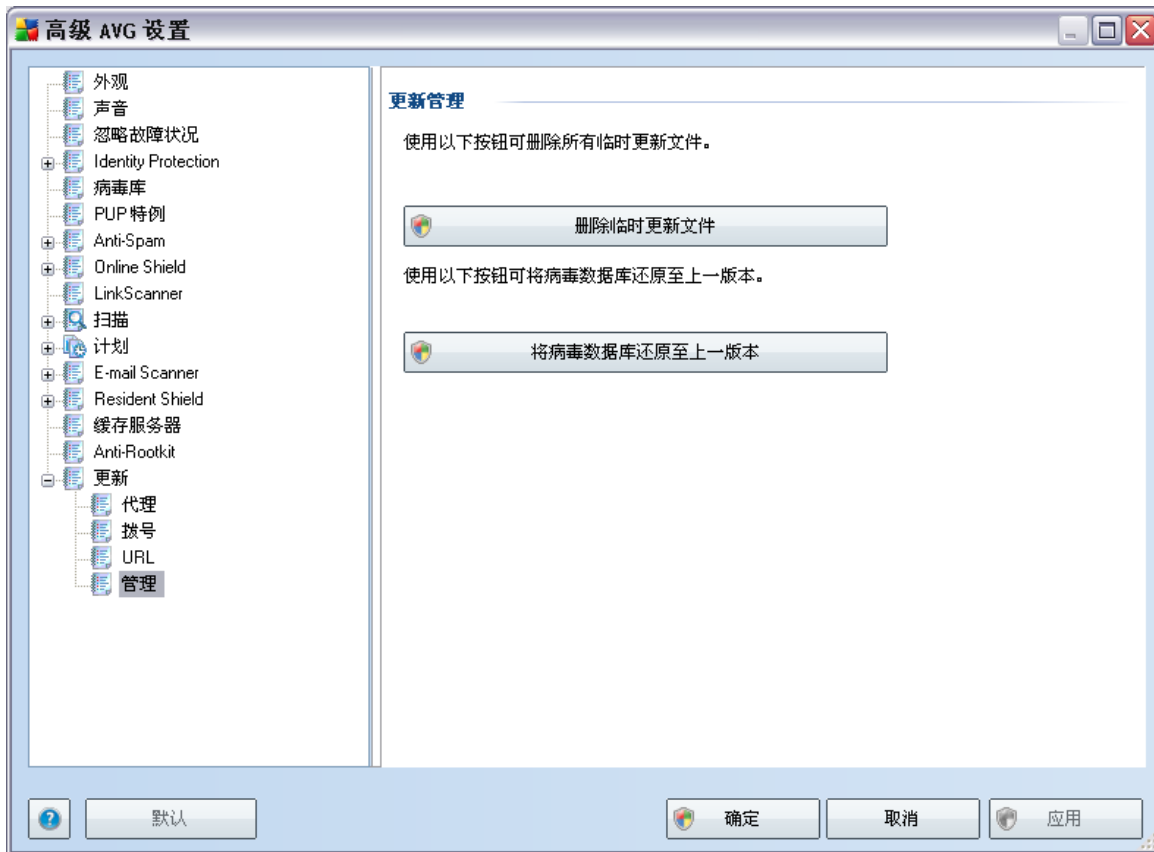 高级 AVG 设置
外观
声音
忽略故障状况
Identity Protection
病毒库
PUP 特例
Anti-Spam
Online Shield
LinkScanner
扫描
计划
E-mail Scanner
Resident Shield
缓存服务器
Anti-Rootkit
更新
代理
拨号
URL
管理
更新管理
使用以下按钮可删除所有临时更新文件。
删除临时更新文件
使用以下按钮可将病毒数据库还原至上一版本。
将病毒数据库还原至上一版本
默认
确定
取消
应用